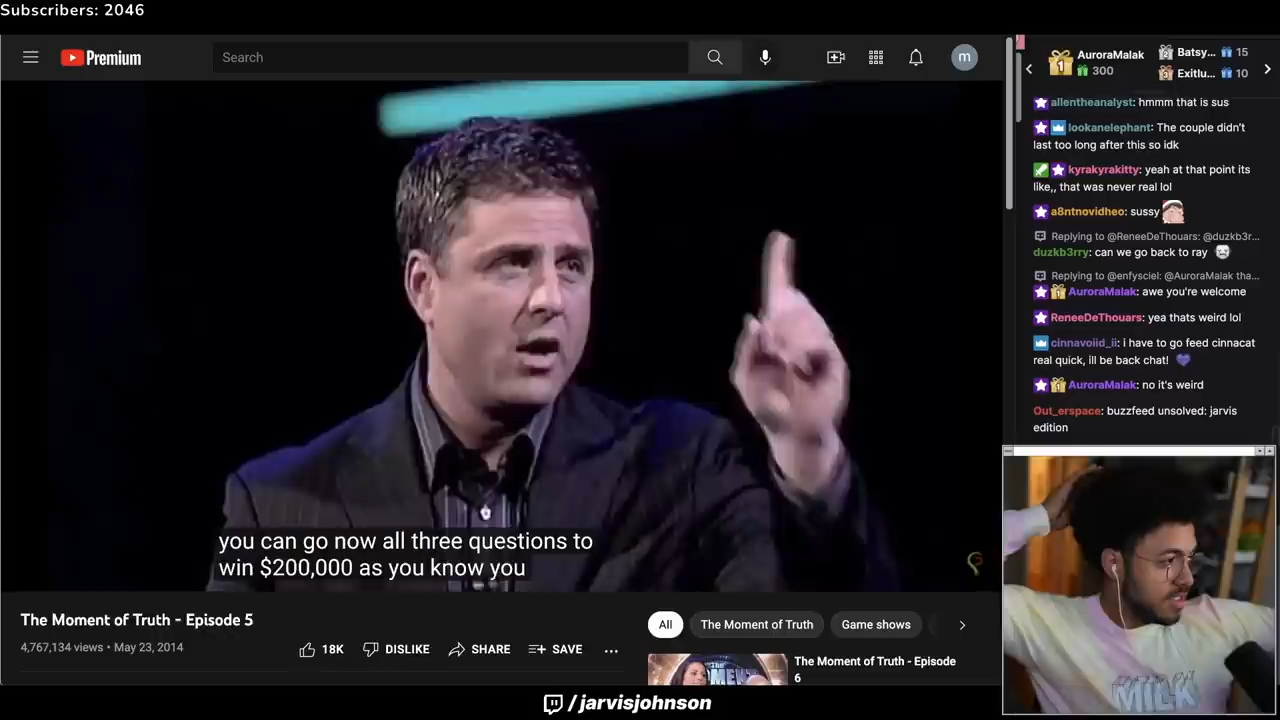 Subscribers: 2046
Premium
Search
m
AuroraMalak
300
Batsy... 15
Exitlu... 10
allentheanalyst: hmmm that is sus
lookanelephant: The couple didn't
last too long after this so idk
kyrakyrakitty: yeah at that point its
like,, that was never real lol
a8ntnovidheo: sussy
Replying to @ReneeDeThouars: @duzkb3r...
duzkb3rry: can we go back to ray
Replying to @enfysciel: @AuroraMalak tha...
AuroraMalak: awe you're welcome
ReneeDeThouars: yea thats weird lol
cinnavoiid_ii: i have to go feed cinnacat
real quick, ill be back chat!
AuroraMalak: no it's weird
Out_erspace: buzzfeed unsolved: jarvis
edition
you can go now all three questions to
win $200,000 as you know you
The Moment of Truth - Episode 5
4,767,134 views • May 23, 2014
18K
DISLIKE
SHARE
SAVE
All
The Moment of Truth
Game shows
The Moment of Truth - Episode
6
MILK
/jarvisjohnson